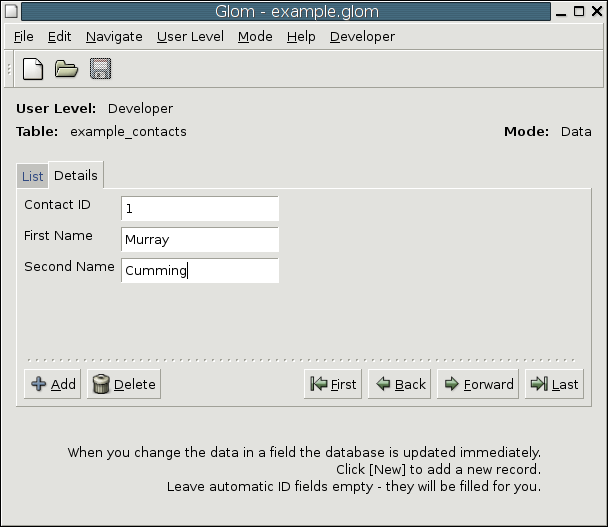 Glom - example.glom
File Edit Navigate User Level Mode Help Developer
User Level: Developer
Table: example_contacts Mode: Data
List Details
Contact ID 1
First Name Murray
Second Name Cumming
Add Delete First Back Forward Last
When you change the data in a field the database is updated immediately.
Click [New] to add a new record.
Leave automatic ID fields empty - they will be filled for you.